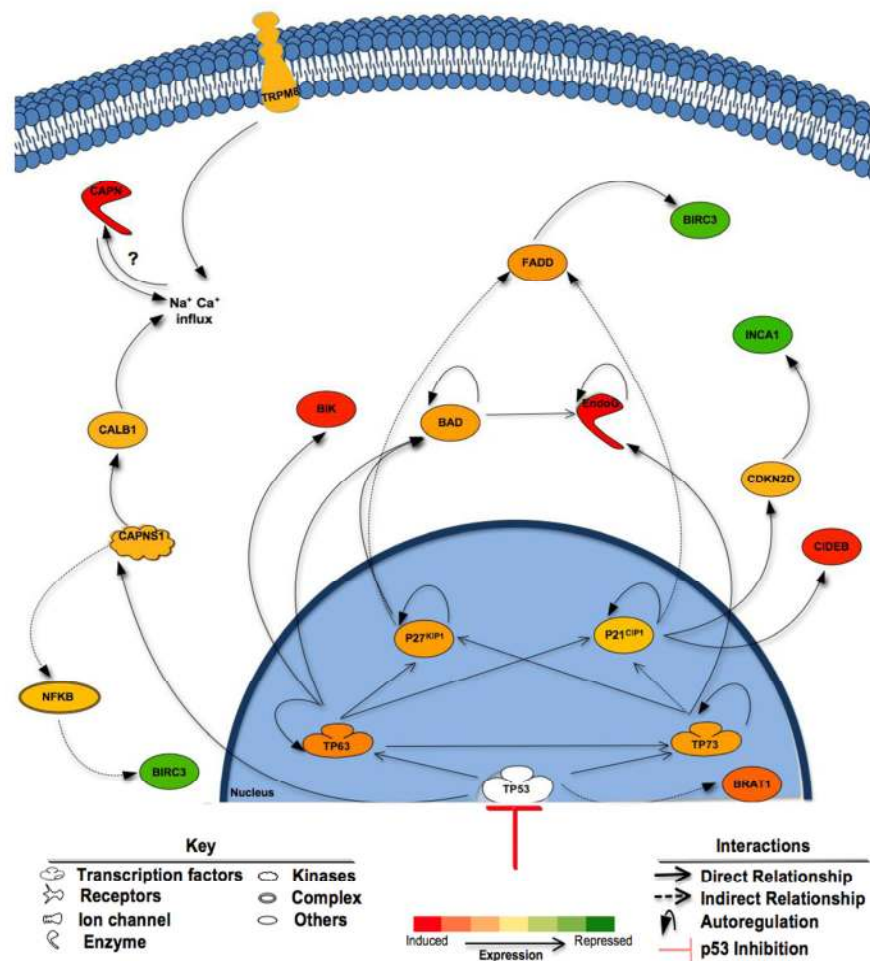 TRPM8
CAPN
?
Na⁺ Ca⁺
influx
BIRC3
FADD
INCA1
BIK
BAD
EndoG
CALB1
CDKN2D
CAPNS1
CIDEB
P27ᴷᴵᴾ¹
P21ᶜᴵᴾ¹
NFKB
TP63
TP73
BIRC3
Nucleus
TP53
BRAT1
Key
Transcription factors
Receptors
Ion channel
Enzyme
Kinases
Complex
Others
Induced
Expression
Repressed
Interactions
Direct Relationship
Indirect Relationship
Autoregulation
p53 Inhibition